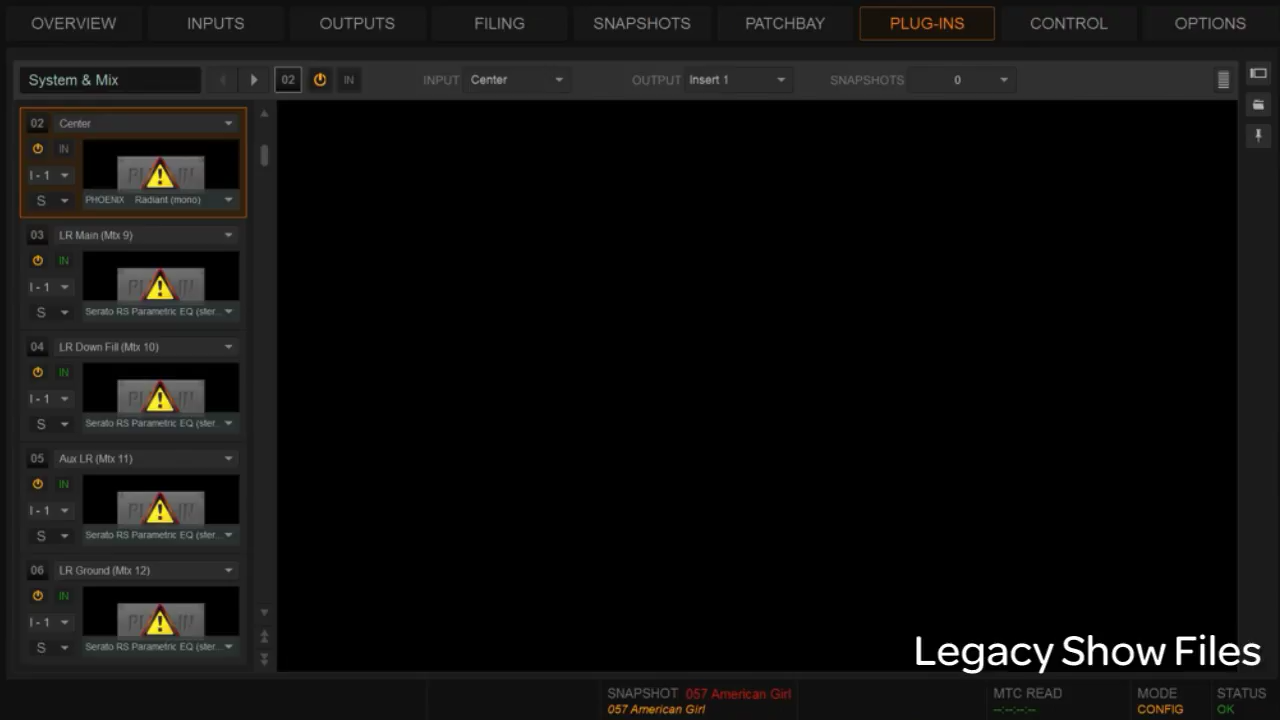 OVERVIEW INPUTS OUTPUTS FILING SNAPSHOTS PATCHBAY PLUG-INS CONTROL OPTIONS
System & Mix 02 IN INPUT Center OUTPUT Insert 1 SNAPSHOTS 0
02 Center
IN
I - 1
S PHOENIX Radiant (mono)
03 LR Main (Mtx 9)
IN
I - 1
S Serato RS Parametric EQ (ster...
04 LR Down Fill (Mtx 10)
IN
I - 1
S Serato RS Parametric EQ (ster...
05 Aux LR (Mtx 11)
IN
I - 1
S Serato RS Parametric EQ (ster...
06 LR Ground (Mtx 12)
IN
I - 1
S Serato RS Parametric EQ (ster...
Legacy Show Files
SNAPSHOT 057 American Girl MTC READ MODE STATUS
057 American Girl --:--:--:-- CONFIG OK